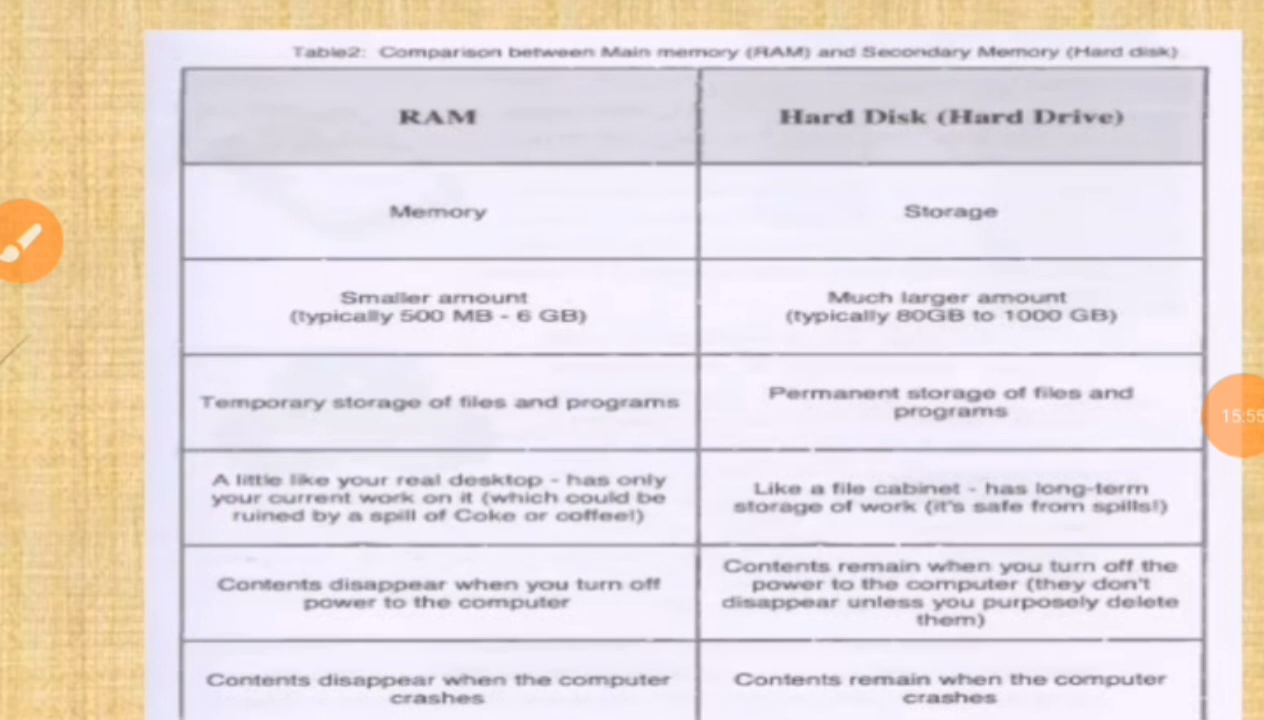 Table2: Comparison between Main memory (RAM) and Secondary Memory (Hard disk)
RAM
Hard Disk (Hard Drive)
Memory
Storage
Smaller amount
(typically 500 MB - 6 GB)
Much larger amount
(typically 80GB to 1000 GB)
Temporary storage of files and programs
Permanent storage of files and
programs
A little like your real desktop - has only
your current work on it (which could be
ruined by a spill of Coke or coffee!)
Like a file cabinet - has long-term
storage of work (it's safe from spills!)
Contents disappear when you turn off
power to the computer
Contents remain when you turn off the
power to the computer (they don't
disappear unless you purposely delete
them)
Contents disappear when the computer
crashes
Contents remain when the computer
crashes
15:55